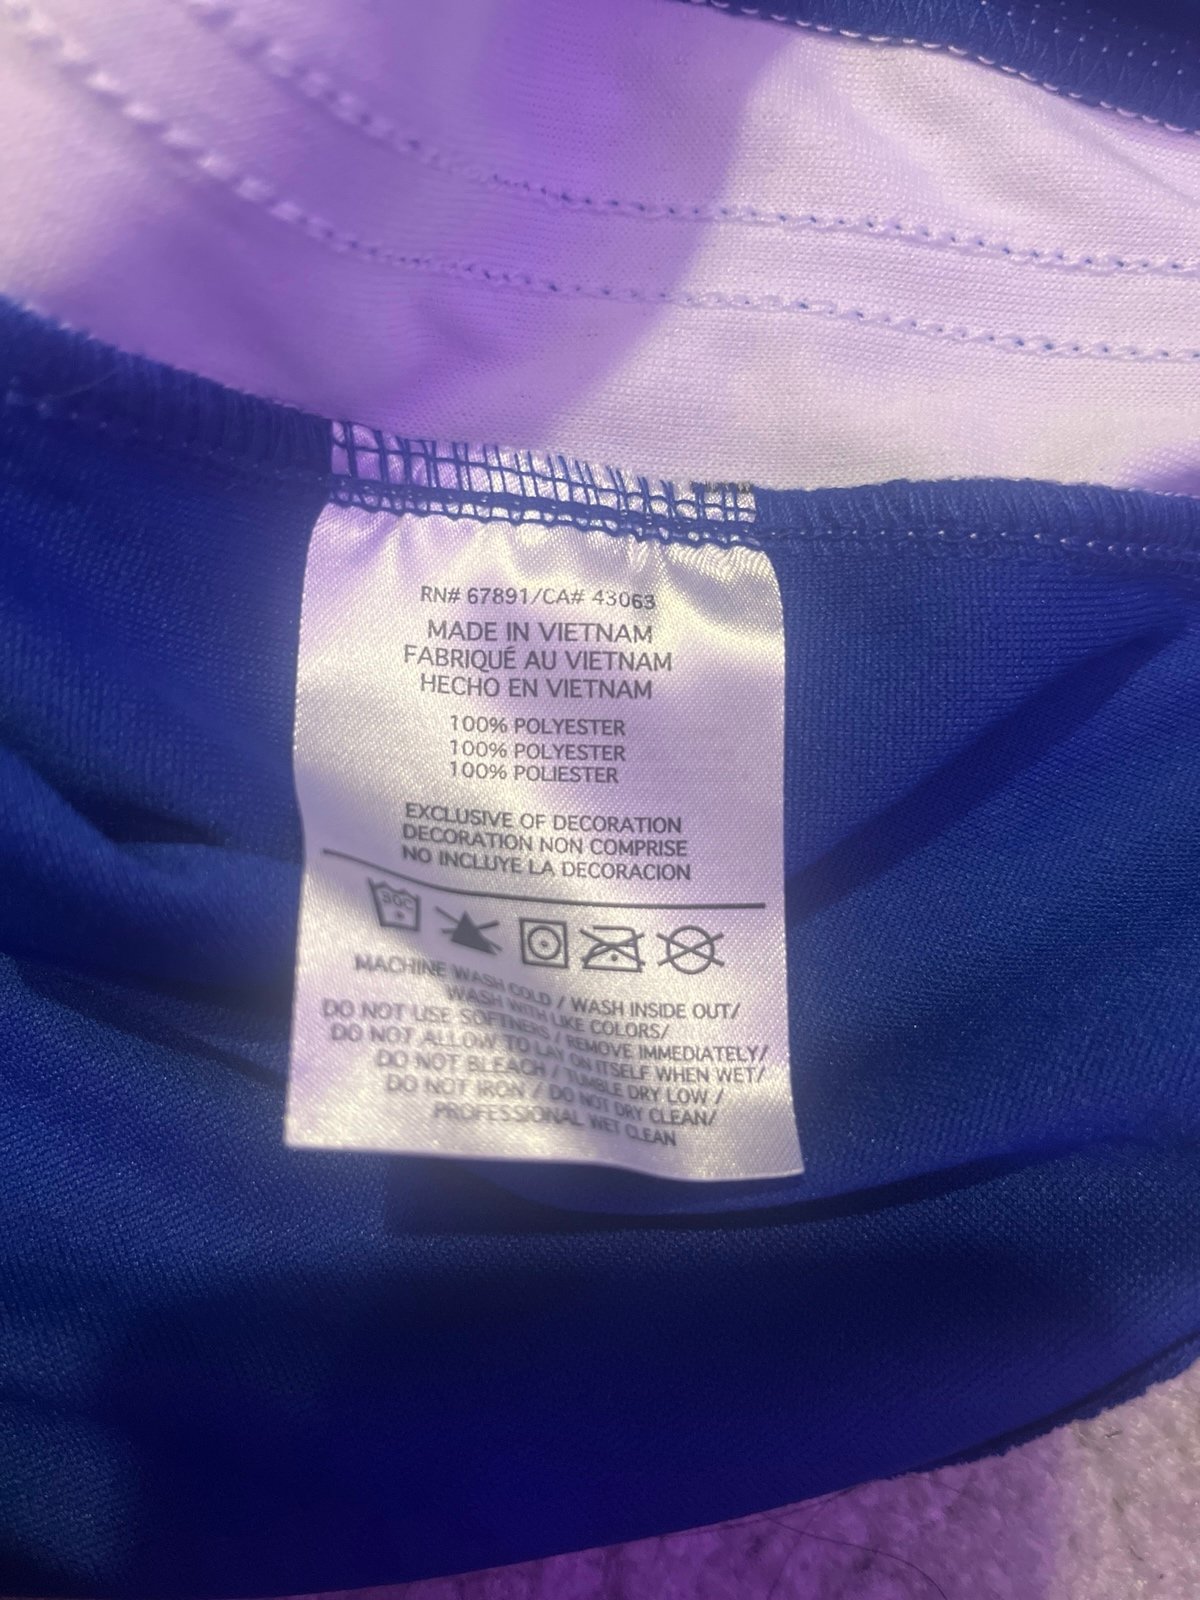 RN# 67891/CA# 43063
MADE IN VIETNAM
FABRIQUÉ AU VIETNAM
HECHO EN VIETNAM
100% POLYESTER
100% POLYESTER
100% POLIESTER
EXCLUSIVE OF DECORATION
DECORATION NON COMPRISE
NO INCLUYE LA DECORACION
30C
MACHINE WASH COLD / WASH INSIDE OUT/
WASH WITH LIKE COLORS/
DO NOT USE SOFTNERS / REMOVE IMMEDIATELY/
DO NOT ALLOW TO LAY ON ITSELF WHEN WET/
DO NOT BLEACH / TUMBLE DRY LOW /
DO NOT IRON / DO NOT DRY CLEAN/
PROFESSIONAL WET CLEAN